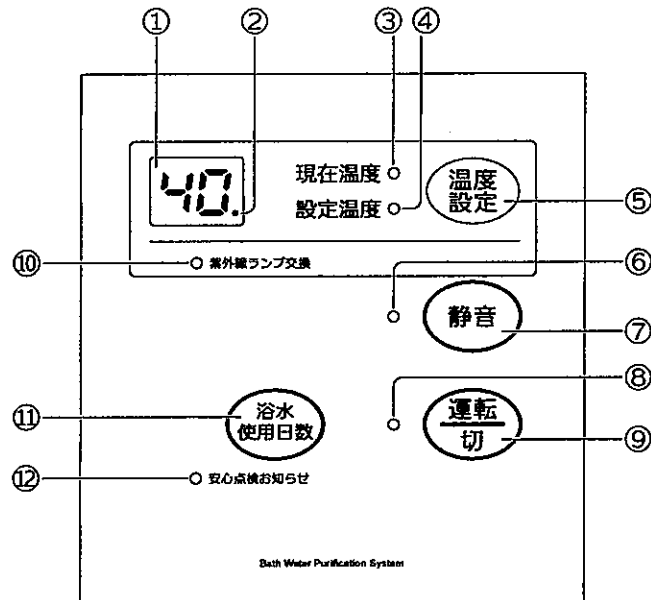 ① ② ③ ④
40.
現在温度
設定温度
温度
設定
⑤
⑩ 紫外線ランプ交換
⑥
静音
⑦
⑧
⑪ 浴水
使用日数
運転
切
⑨
⑫ 安心点検お知らせ
Bath Water Purification System